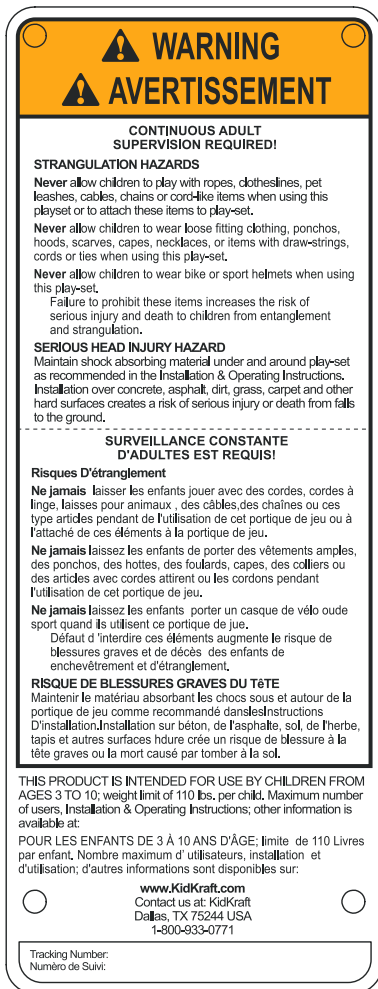 WARNING
AVERTISSEMENT
CONTINUOUS ADULT
SUPERVISION REQUIRED!
STRANGULATION HAZARDS
Never allow children to play with ropes, clotheslines, pet
leashes, cables, chains or cord-like items when using this
playset or to attach these items to play-set.
Never allow children to wear loose fitting clothing, ponchos,
hoods, scarves, capes, necklaces, or items with draw-strings,
cords or ties when using this play-set.
Never allow children to wear bike or sport helmets when using
this play-set.
Failure to prohibit these items increases the risk of
serious injury and death to children from entanglement
and strangulation.
SERIOUS HEAD INJURY HAZARD
Maintain shock absorbing material under and around play-set
as recommended in the Installation & Operating Instructions.
Installation over concrete, asphalt, dirt, grass, carpet and other
hard surfaces creates a risk of serious injury or death from falls
to the ground.
SURVEILLANCE CONSTANTE
D'ADULTES EST REQUIS!
Risques D'étranglement
Ne jamais laisser les enfants jouer avec des cordes, cordes à
linge, laisses pour animaux , des câbles,des chaînes ou ces
type articles pendant de l'utilisation de cet portique de jeu ou à
l'attaché de ces éléments à la portique de jeu.
Ne jamais laissez les enfants de porter des vêtements amples,
des ponchos, des hottes, des foulards, capes, des colliers ou
des articles avec cordes attirent ou les cordons pendant
l'utilisation de cet portique de jeu.
Ne jamais laissez les enfants porter un casque de vélo oude
sport quand ils utilisent ce portique de jue.
Défaut d 'interdire ces éléments augmente le risque de
blessures graves et de décès des enfants de
enchevêtrement et d'étranglement.
RISQUE DE BLESSURES GRAVES DU TêTE
Maintenir le matériau absorbant les chocs sous et autour de la
portique de jeu comme recommandé danslesInstructions
D'installation.Installation sur béton, de l'asphalte, sol, de l'herbe,
tapis et autres surfaces hdure crée un risque de blessure à la
tête graves ou la mort causé par tomber à la sol.
THIS PRODUCT IS INTENDED FOR USE BY CHILDREN FROM
AGES 3 TO 10; weight limit of 110 lbs. per child. Maximum number
of users, Installation & Operating Instructions; other information is
available at:
POUR LES ENFANTS DE 3 À 10 ANS D'ÂGE; limite de 110 Livres
par enfant. Nombre maximum d' utilisateurs, installation et
d'utilisation; d'autres informations sont disponibles sur:
www.KidKraft.com
Contact us at: KidKraft
Dallas, TX 75244 USA
1-800-933-0771
Tracking Number:
Numèro de Suivi: